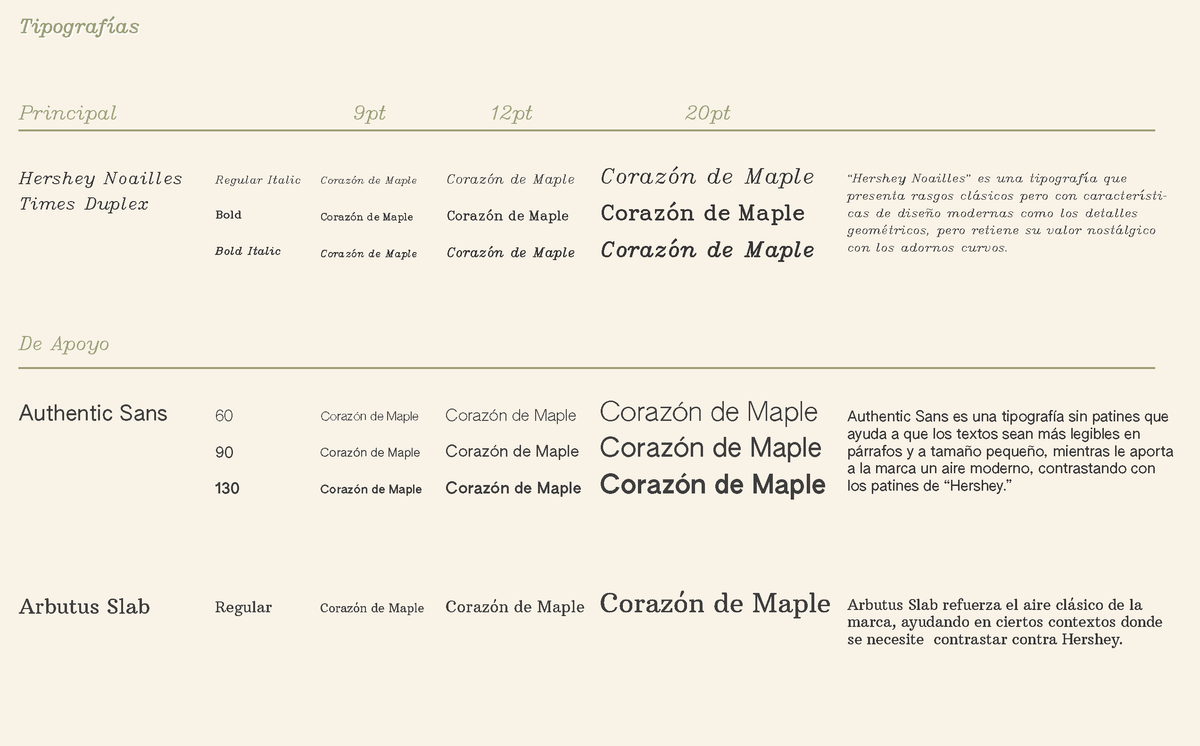 Tipografías
Principal 9pt 12pt 20pt
Hershey Noailles
Times Duplex
Regular Italic Corazón de Maple Corazón de Maple Corazón de Maple
Bold Corazón de Maple Corazón de Maple Corazón de Maple
Bold Italic Corazón de Maple Corazón de Maple Corazón de Maple
"Hershey Noailles" es una tipografía que
presenta rasgos clásicos pero con característi-
cas de diseño modernas como los detalles
geométricos, pero retiene su valor nostálgico
con los adornos curvos.
De Apoyo
Authentic Sans
60 Corazón de Maple Corazón de Maple Corazón de Maple
90 Corazón de Maple Corazón de Maple Corazón de Maple
130 Corazón de Maple Corazón de Maple Corazón de Maple
Authentic Sans es una tipografía sin patines que
ayuda a que los textos sean más legibles en
párrafos y a tamaño pequeño, mientras le aporta
a la marca un aire moderno, contrastando con
los patines de “Hershey.”
Arbutus Slab Regular Corazón de Maple Corazón de Maple Corazón de Maple
Arbutus Slab refuerza el aire clásico de la
marca, ayudando en ciertos contextos donde
se necesite  contrastar contra Hershey.